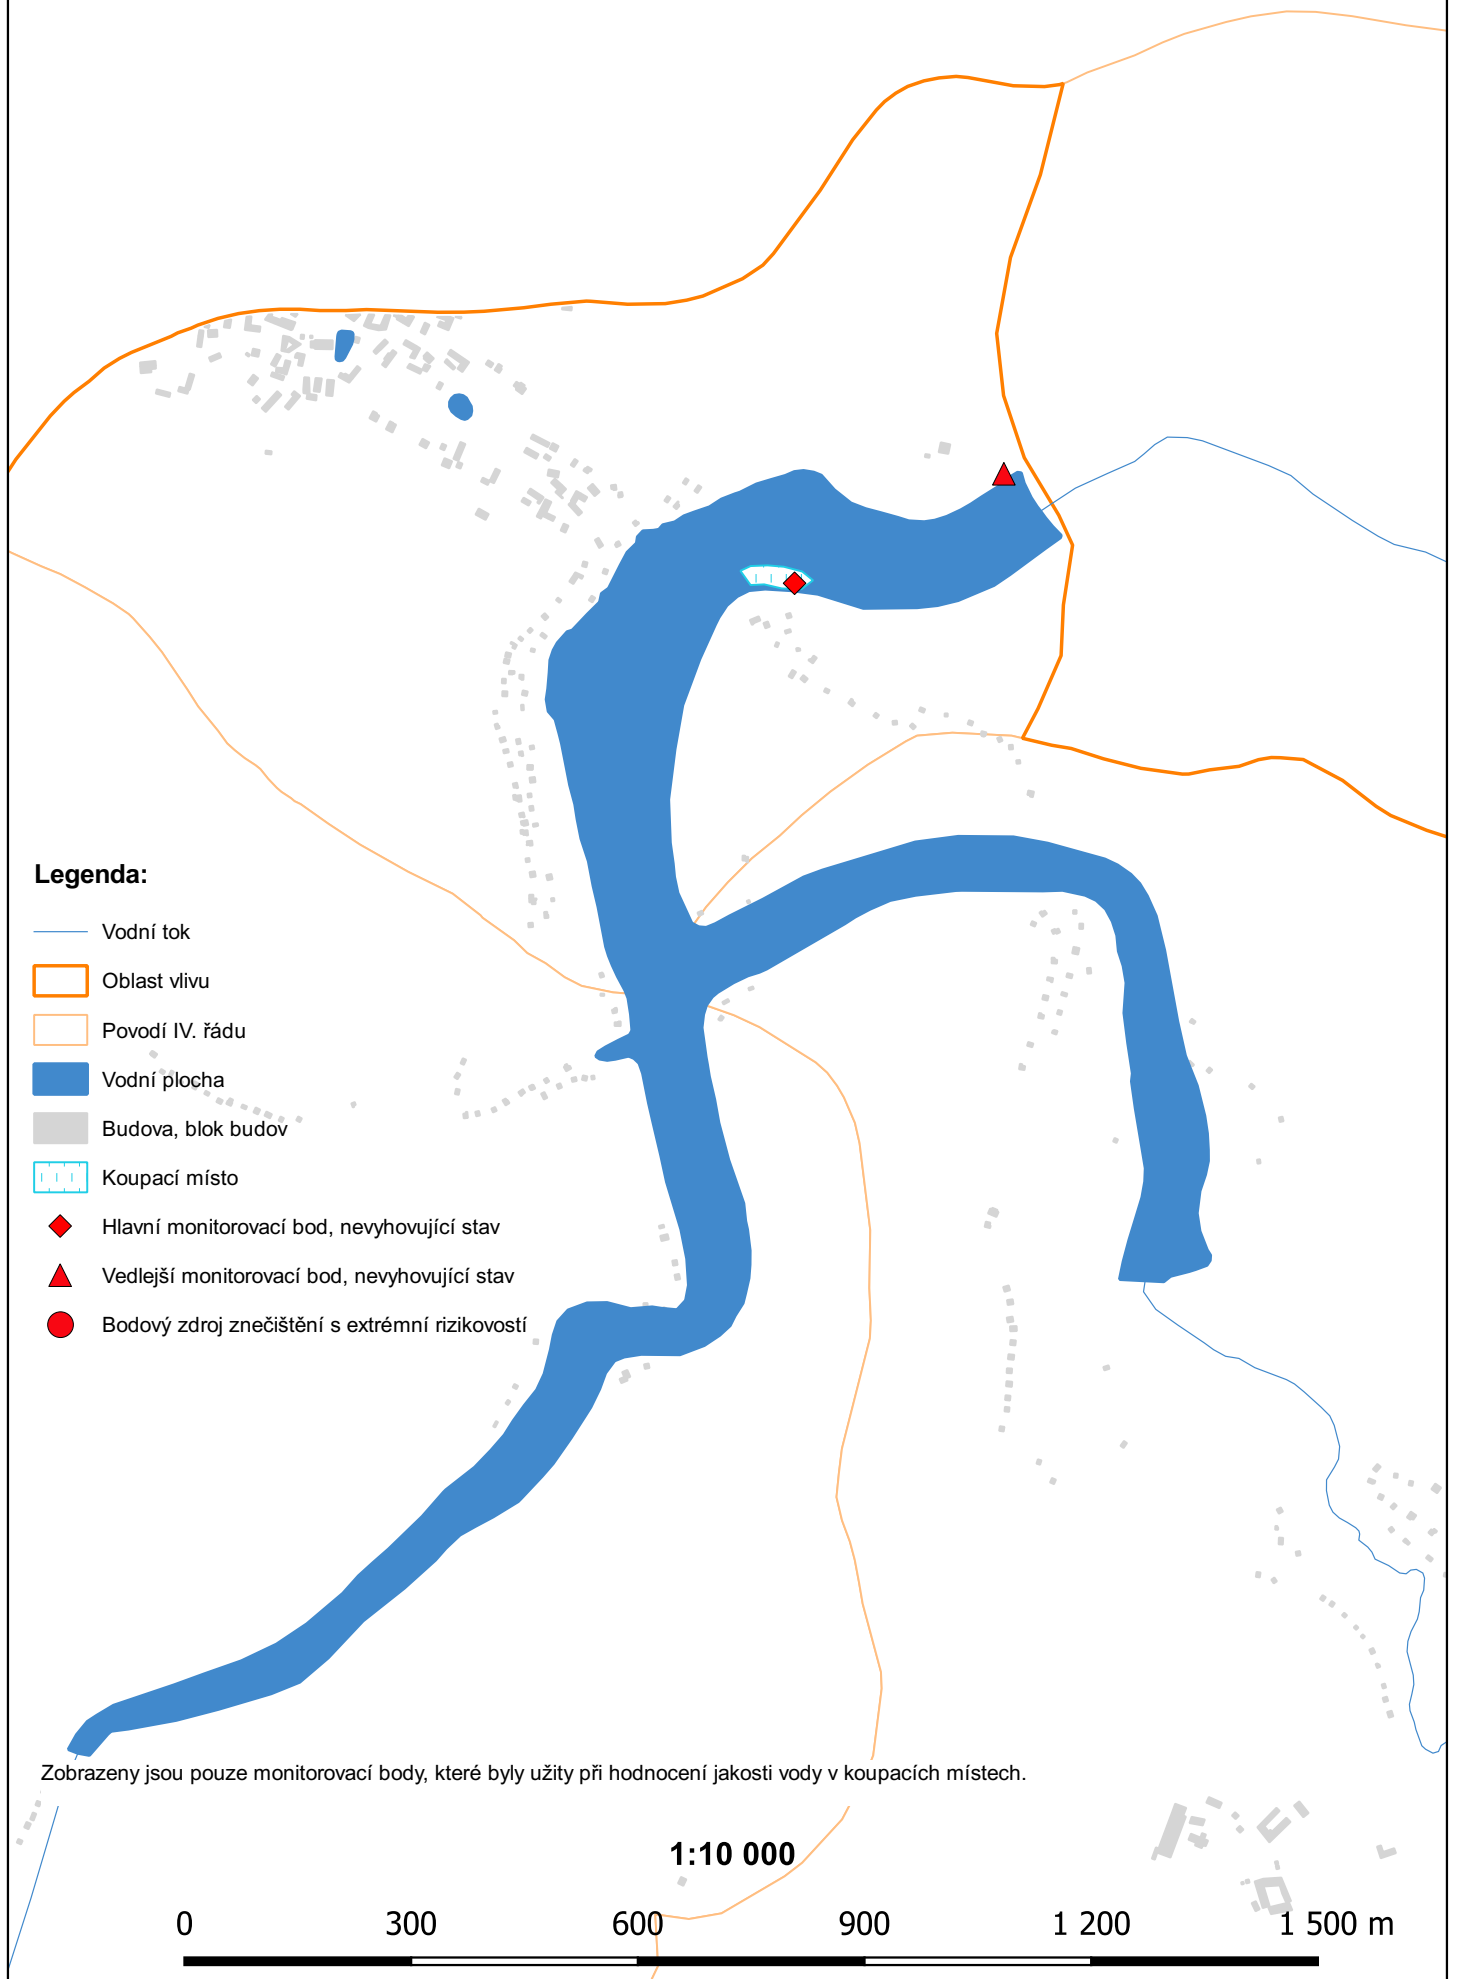 Legenda:
Vodní tok
Oblast vlivu
Povodí IV. řádu
Vodní plocha
Budova, blok budov
Koupací místo
Hlavní monitorovací bod, nevyhovující stav
Vedlejší monitorovací bod, nevyhovující stav
Bodový zdroj znečištění s extrémní rizikovostí
Zobrazeny jsou pouze monitorovací body, které byly užity při hodnocení jakosti vody v koupacích místech.
1:10 000
0 300 600 900 1 200 1 500 m